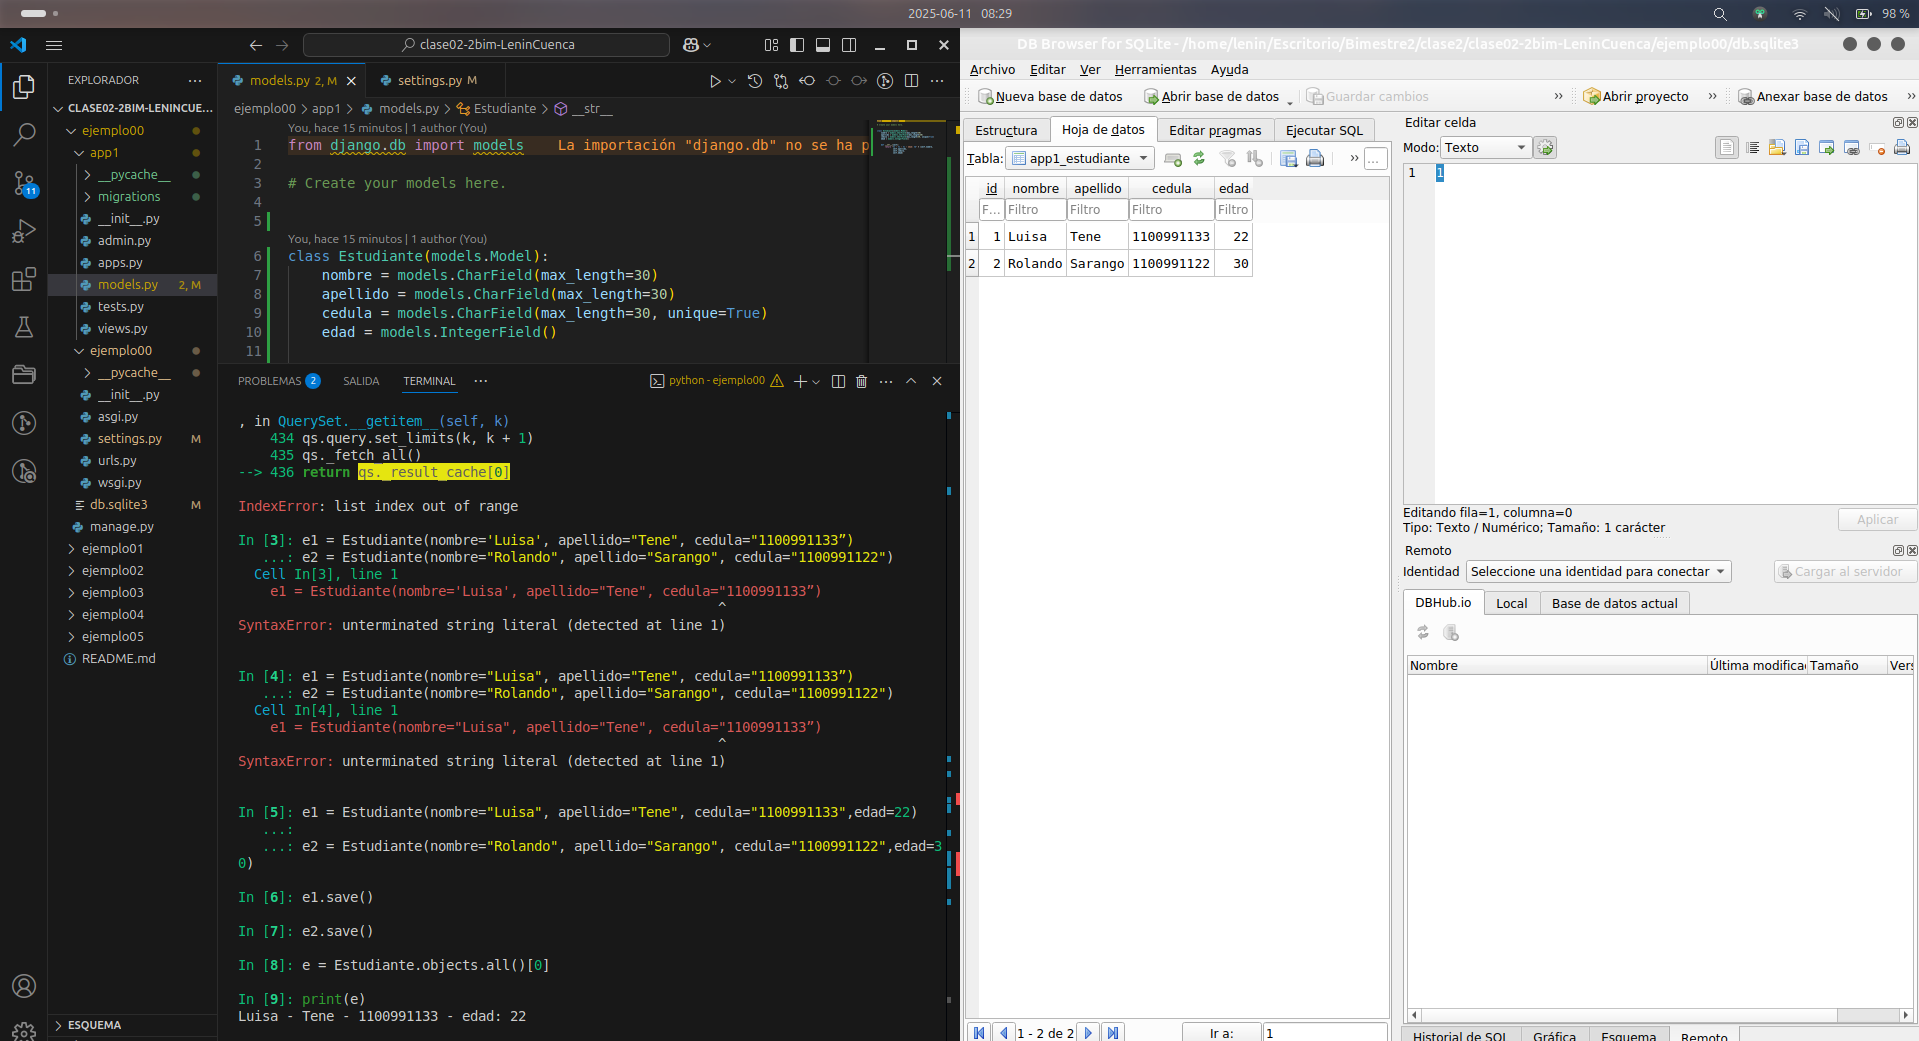 2025-06-11 08:29
98 %
clase02-2bim-LeninCuenca
EXPLORADOR
CLASE02-2BIM-LENINCUE...
ejemplo00
app1
__pycache__
migrations
__init__.py
admin.py
apps.py
models.py 2, M
tests.py
views.py
ejemplo00
__pycache__
__init__.py
asgi.py
settings.py M
urls.py
wsgi.py
db.sqlite3 M
manage.py
ejemplo01
ejemplo02
ejemplo03
ejemplo04
ejemplo05
README.md
ESQUEMA
11
models.py 2, M
settings.py M
ejemplo00 > app1 > models.py > Estudiante > __str__
You, hace 15 minutos | 1 author (You)
1 from django.db import models La importación "django.db" no se ha p
2
3 # Create your models here.
4
5
You, hace 15 minutos | 1 author (You)
6 class Estudiante(models.Model):
7 nombre = models.CharField(max_length=30)
8 apellido = models.CharField(max_length=30)
9 cedula = models.CharField(max_length=30, unique=True)
10 edad = models.IntegerField()
11
PROBLEMAS 2 SALIDA TERMINAL
python - ejemplo00
, in QuerySet.__getitem__(self, k)
434 qs.query.set_limits(k, k + 1)
435 qs._fetch_all()
--> 436 return qs._result_cache[0]
IndexError: list index out of range
In [3]: e1 = Estudiante(nombre='Luisa', apellido="Tene", cedula="1100991133”)
...: e2 = Estudiante(nombre="Rolando", apellido="Sarango", cedula="1100991122")
Cell In[3], line 1
e1 = Estudiante(nombre='Luisa', apellido="Tene", cedula="1100991133”)
^
SyntaxError: unterminated string literal (detected at line 1)
In [4]: e1 = Estudiante(nombre="Luisa", apellido="Tene", cedula="1100991133”)
...: e2 = Estudiante(nombre="Rolando", apellido="Sarango", cedula="1100991122")
Cell In[4], line 1
e1 = Estudiante(nombre="Luisa", apellido="Tene", cedula="1100991133”)
^
SyntaxError: unterminated string literal (detected at line 1)
In [5]: e1 = Estudiante(nombre="Luisa", apellido="Tene", cedula="1100991133",edad=22)
...:
...: e2 = Estudiante(nombre="Rolando", apellido="Sarango", cedula="1100991122",edad=3
0)
In [6]: e1.save()
In [7]: e2.save()
In [8]: e = Estudiante.objects.all()[0]
In [9]: print(e)
Luisa - Tene - 1100991133 - edad: 22
DB Browser for SQLite - /home/lenin/Escritorio/Bimestre2/clase2/clase02-2bim-LeninCuenca/ejemplo00/db.sqlite3
Archivo Editar Ver Herramientas Ayuda
Nueva base de datos Abrir base de datos Guardar cambios » Abrir proyecto » Anexar base de datos »
Estructura Hoja de datos Editar pragmas Ejecutar SQL
Tabla: app1_estudiante » ...
id nombre apellido cedula edad
F... Filtro Filtro Filtro Filtro
1 1 Luisa Tene 1100991133 22
2 2 Rolando Sarango 1100991122 30
1 - 2 de 2 Ir a: 1
Editar celda
Modo: Texto
1 1
Editando fila=1, columna=0
Tipo: Texto / Numérico; Tamaño: 1 carácter
Aplicar
Remoto
Identidad Seleccione una identidad para conectar Cargar al servidor
DBHub.io Local Base de datos actual
Nombre Última modifica Tamaño Vers
Historial de SQL Gráfica Esquema Remoto